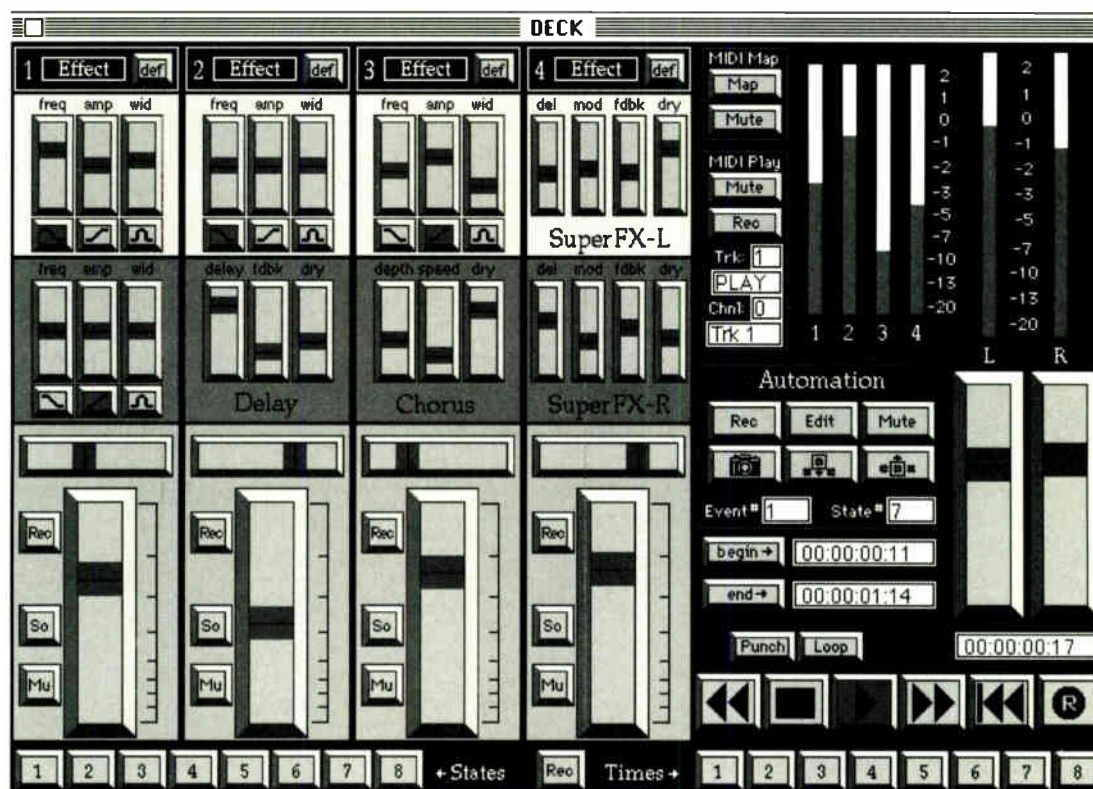 DECK
1 Effect def
2 Effect def
3 Effect def
4 Effect def
freq amp wid
freq amp wid
freq amp wid
del mod fdbk dry
SuperFX-L
freq amp wid
delay fdbk dry
depth speed dry
del mod fdbk dry
Delay
Chorus
SuperFX-R
Rec
So
Mu
Rec
So
Mu
Rec
So
Mu
Rec
So
Mu
MIDI Map
Map
Mute
MIDI Play
Mute
Rec
Trk: 1
PLAY
Chnl: 0
Trk 1
2
1
0
-1
-2
-3
-5
-7
-10
-13
-20
1 2 3 4
2
1
0
-1
-2
-3
-5
-7
-10
-13
-20
L R
Automation
Rec Edit Mute
Event # 1 State # 7
begin → 00:00:00:11
end → 00:00:01:14
Punch Loop 00:00:00:17
R
1 2 3 4 5 6 7 8 ← States Rec Times → 1 2 3 4 5 6 7 8